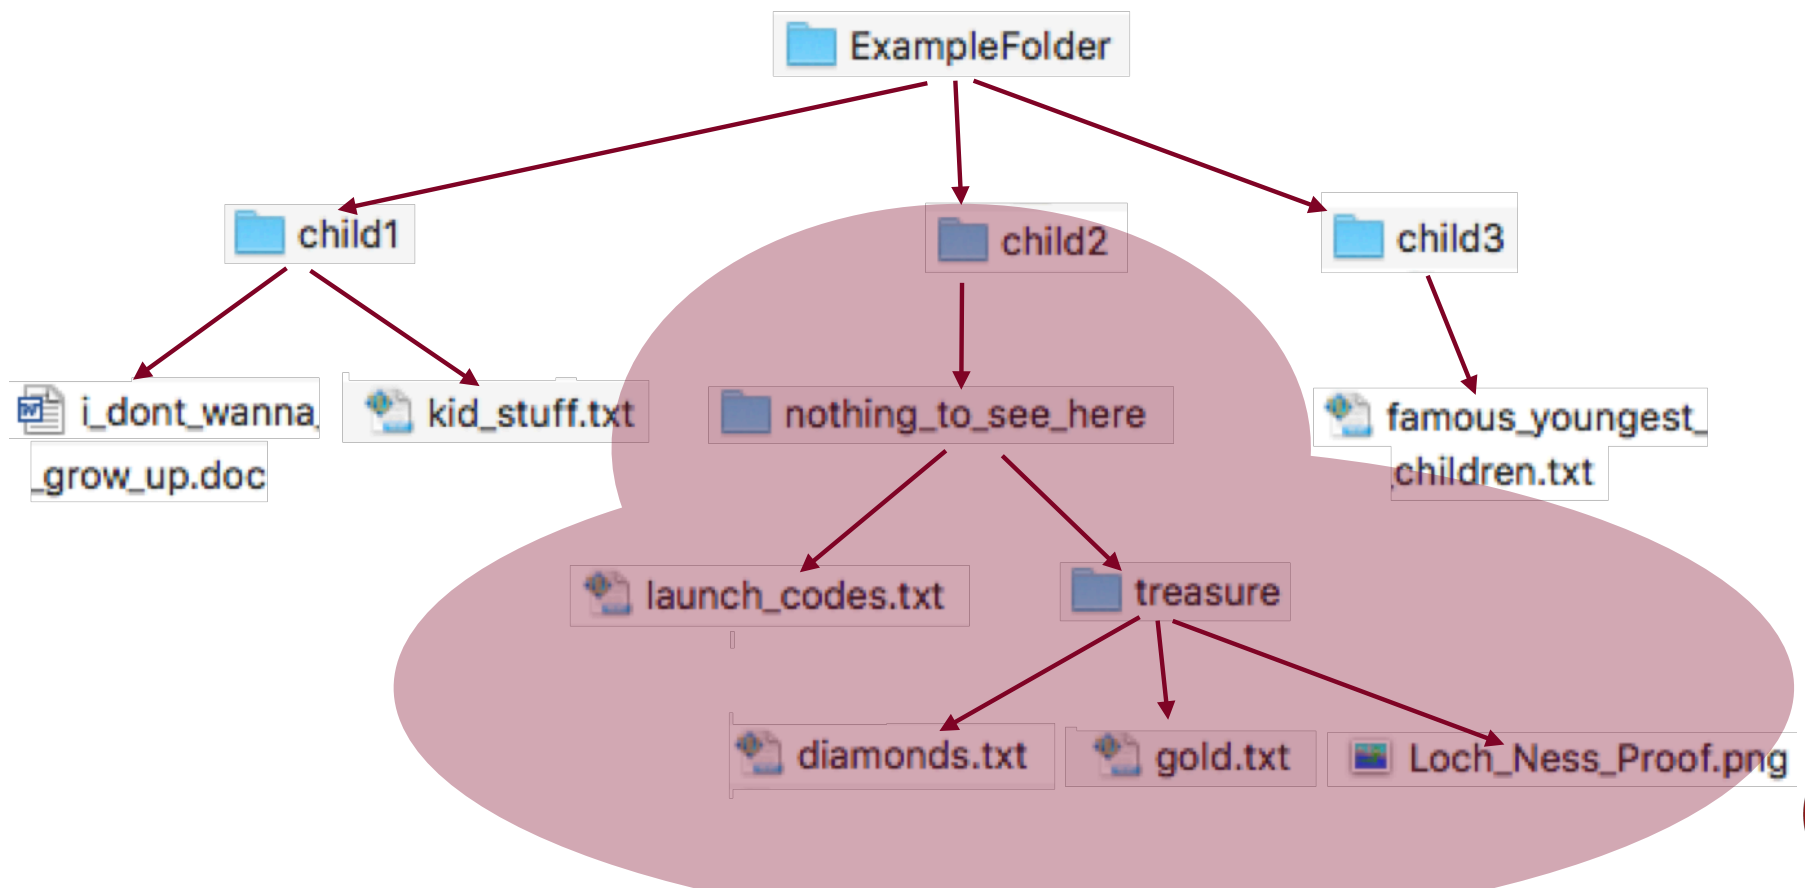 ExampleFolder
child1
child2
child3
i_dont_wanna_
_grow_up.doc
kid_stuff.txt
nothing_to_see_here
famous_youngest_
_children.txt
launch_codes.txt
treasure
diamonds.txt
gold.txt
Loch_Ness_Proof.png